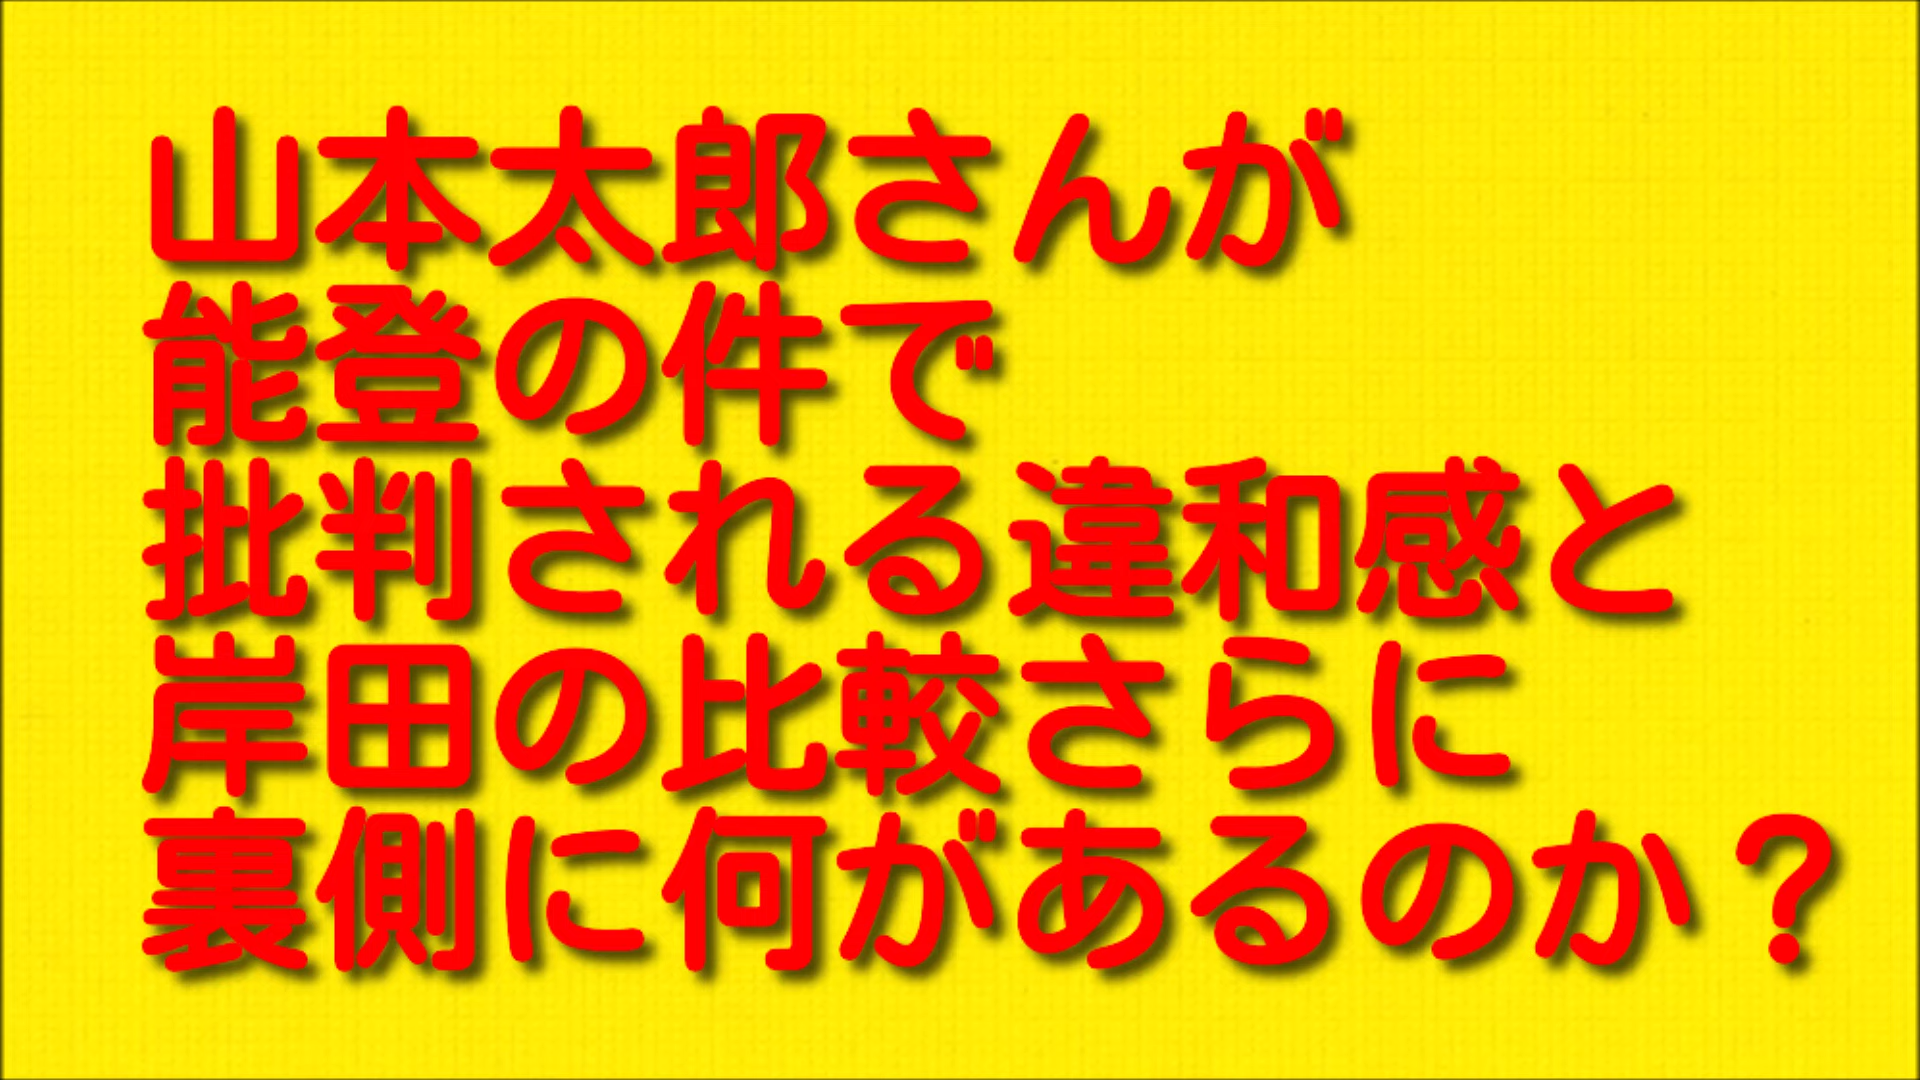 山本太郎さんが
能登の件で
批判される違和感と
岸田の比較さらに
裏側に何があるのか？